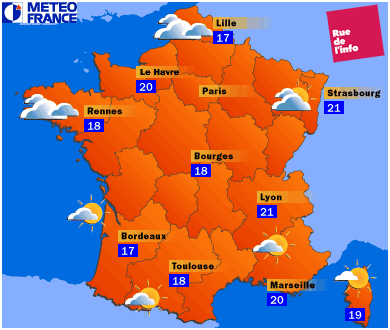 METEO
FRANCE
Lille
17
Rue
de
l'info
Le Havre
20
Paris
Strasbourg
21
Rennes
18
Bourges
18
Lyon
21
Bordeaux
17
Toulouse
18
Marseille
20
19